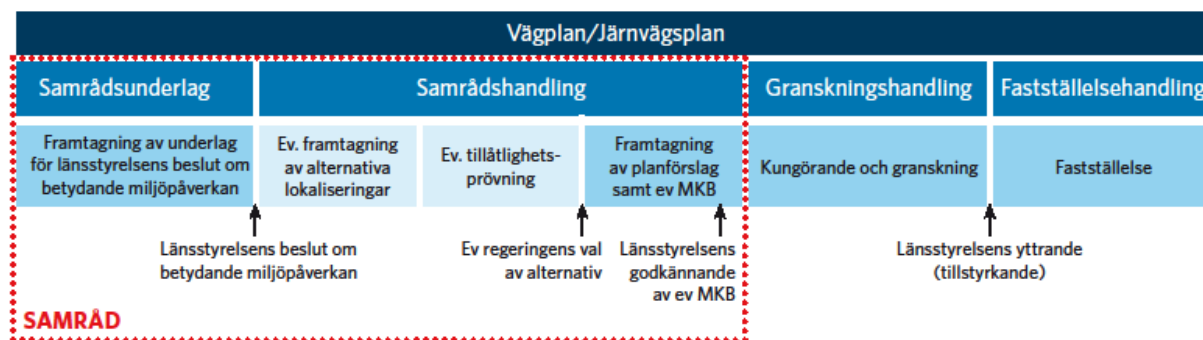 Vägplan/Järnvägsplan
Samrådsunderlag
Samrådshandling
Granskningshandling
Fastställelsehandling
Framtagning av underlag
för länsstyrelsens beslut om
betydande miljöpåverkan
Ev. framtagning
av alternativa
lokaliseringar
Ev. tillåtlighets-
prövning
Framtagning
av planförslag
samt ev MKB
Kungörande och granskning
Fastställelse
Länsstyrelsens beslut om
betydande miljöpåverkan
Ev regeringens val
av alternativ
Länsstyrelsens
godkännande
av ev MKB
Länsstyrelsens yttrande
(tillstyrkande)
SAMRÅD